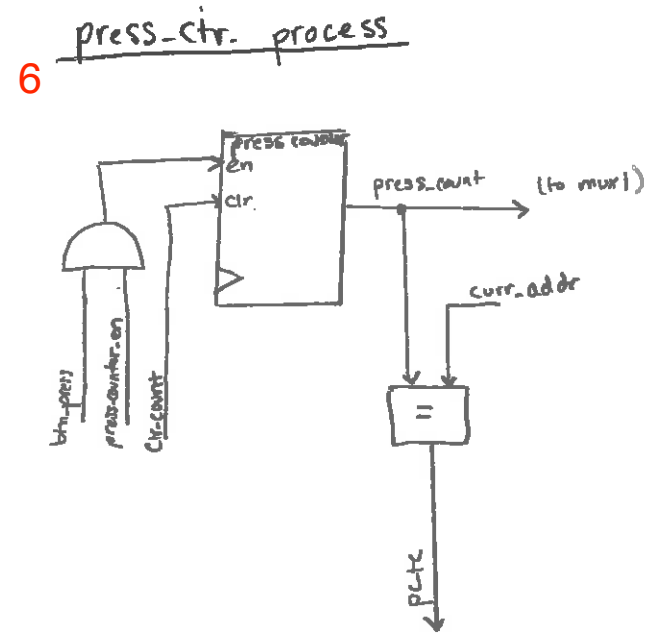 press_ctr. process
6
press counter
en
clr.
press_count
(to mux1)
curr_addr
btn_press
press_counter_en
clr_count
=
pc_tc